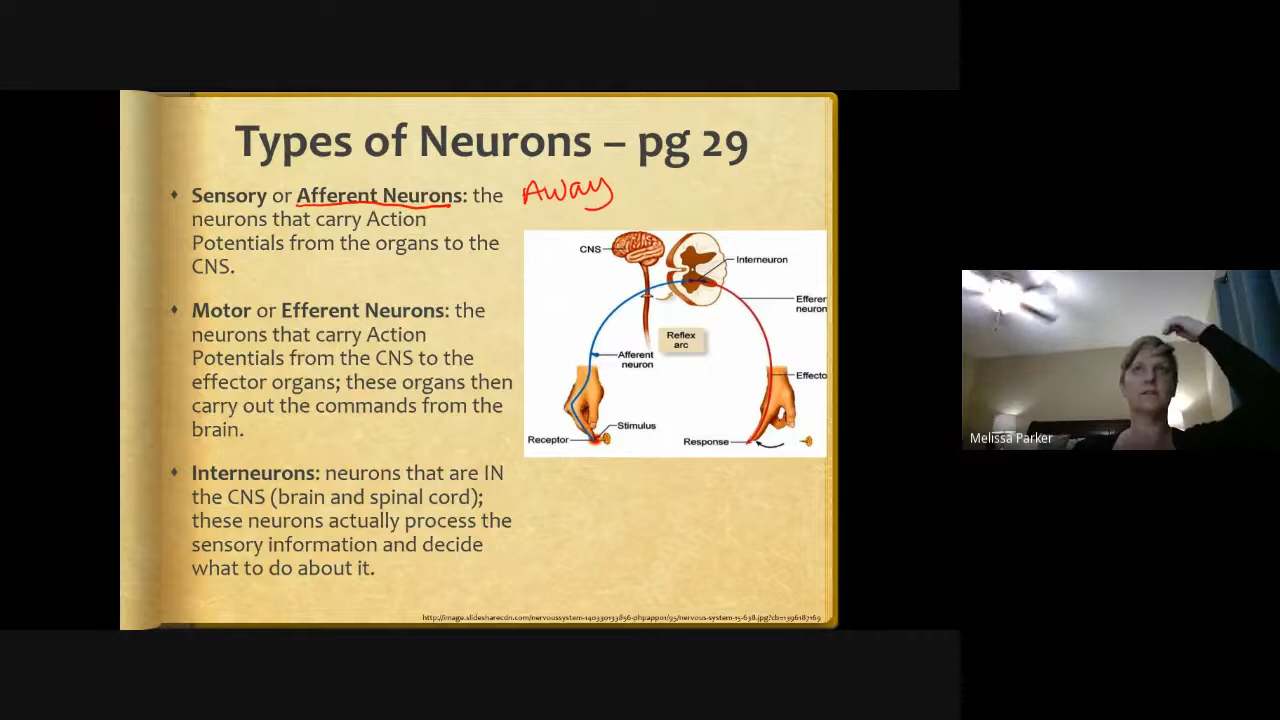 Types of Neurons – pg 29
Sensory or Afferent Neurons: the
neurons that carry Action
Potentials from the organs to the
CNS.
Away
Motor or Efferent Neurons: the
neurons that carry Action
Potentials from the CNS to the
effector organs; these organs then
carry out the commands from the
brain.
Interneurons: neurons that are IN
the CNS (brain and spinal cord);
these neurons actually process the
sensory information and decide
what to do about it.
CNS
Interneuron
Efferen
neuron
Reflex
arc
Afferent
neuron
Effecto
Stimulus
Receptor
Response
Melissa Parker